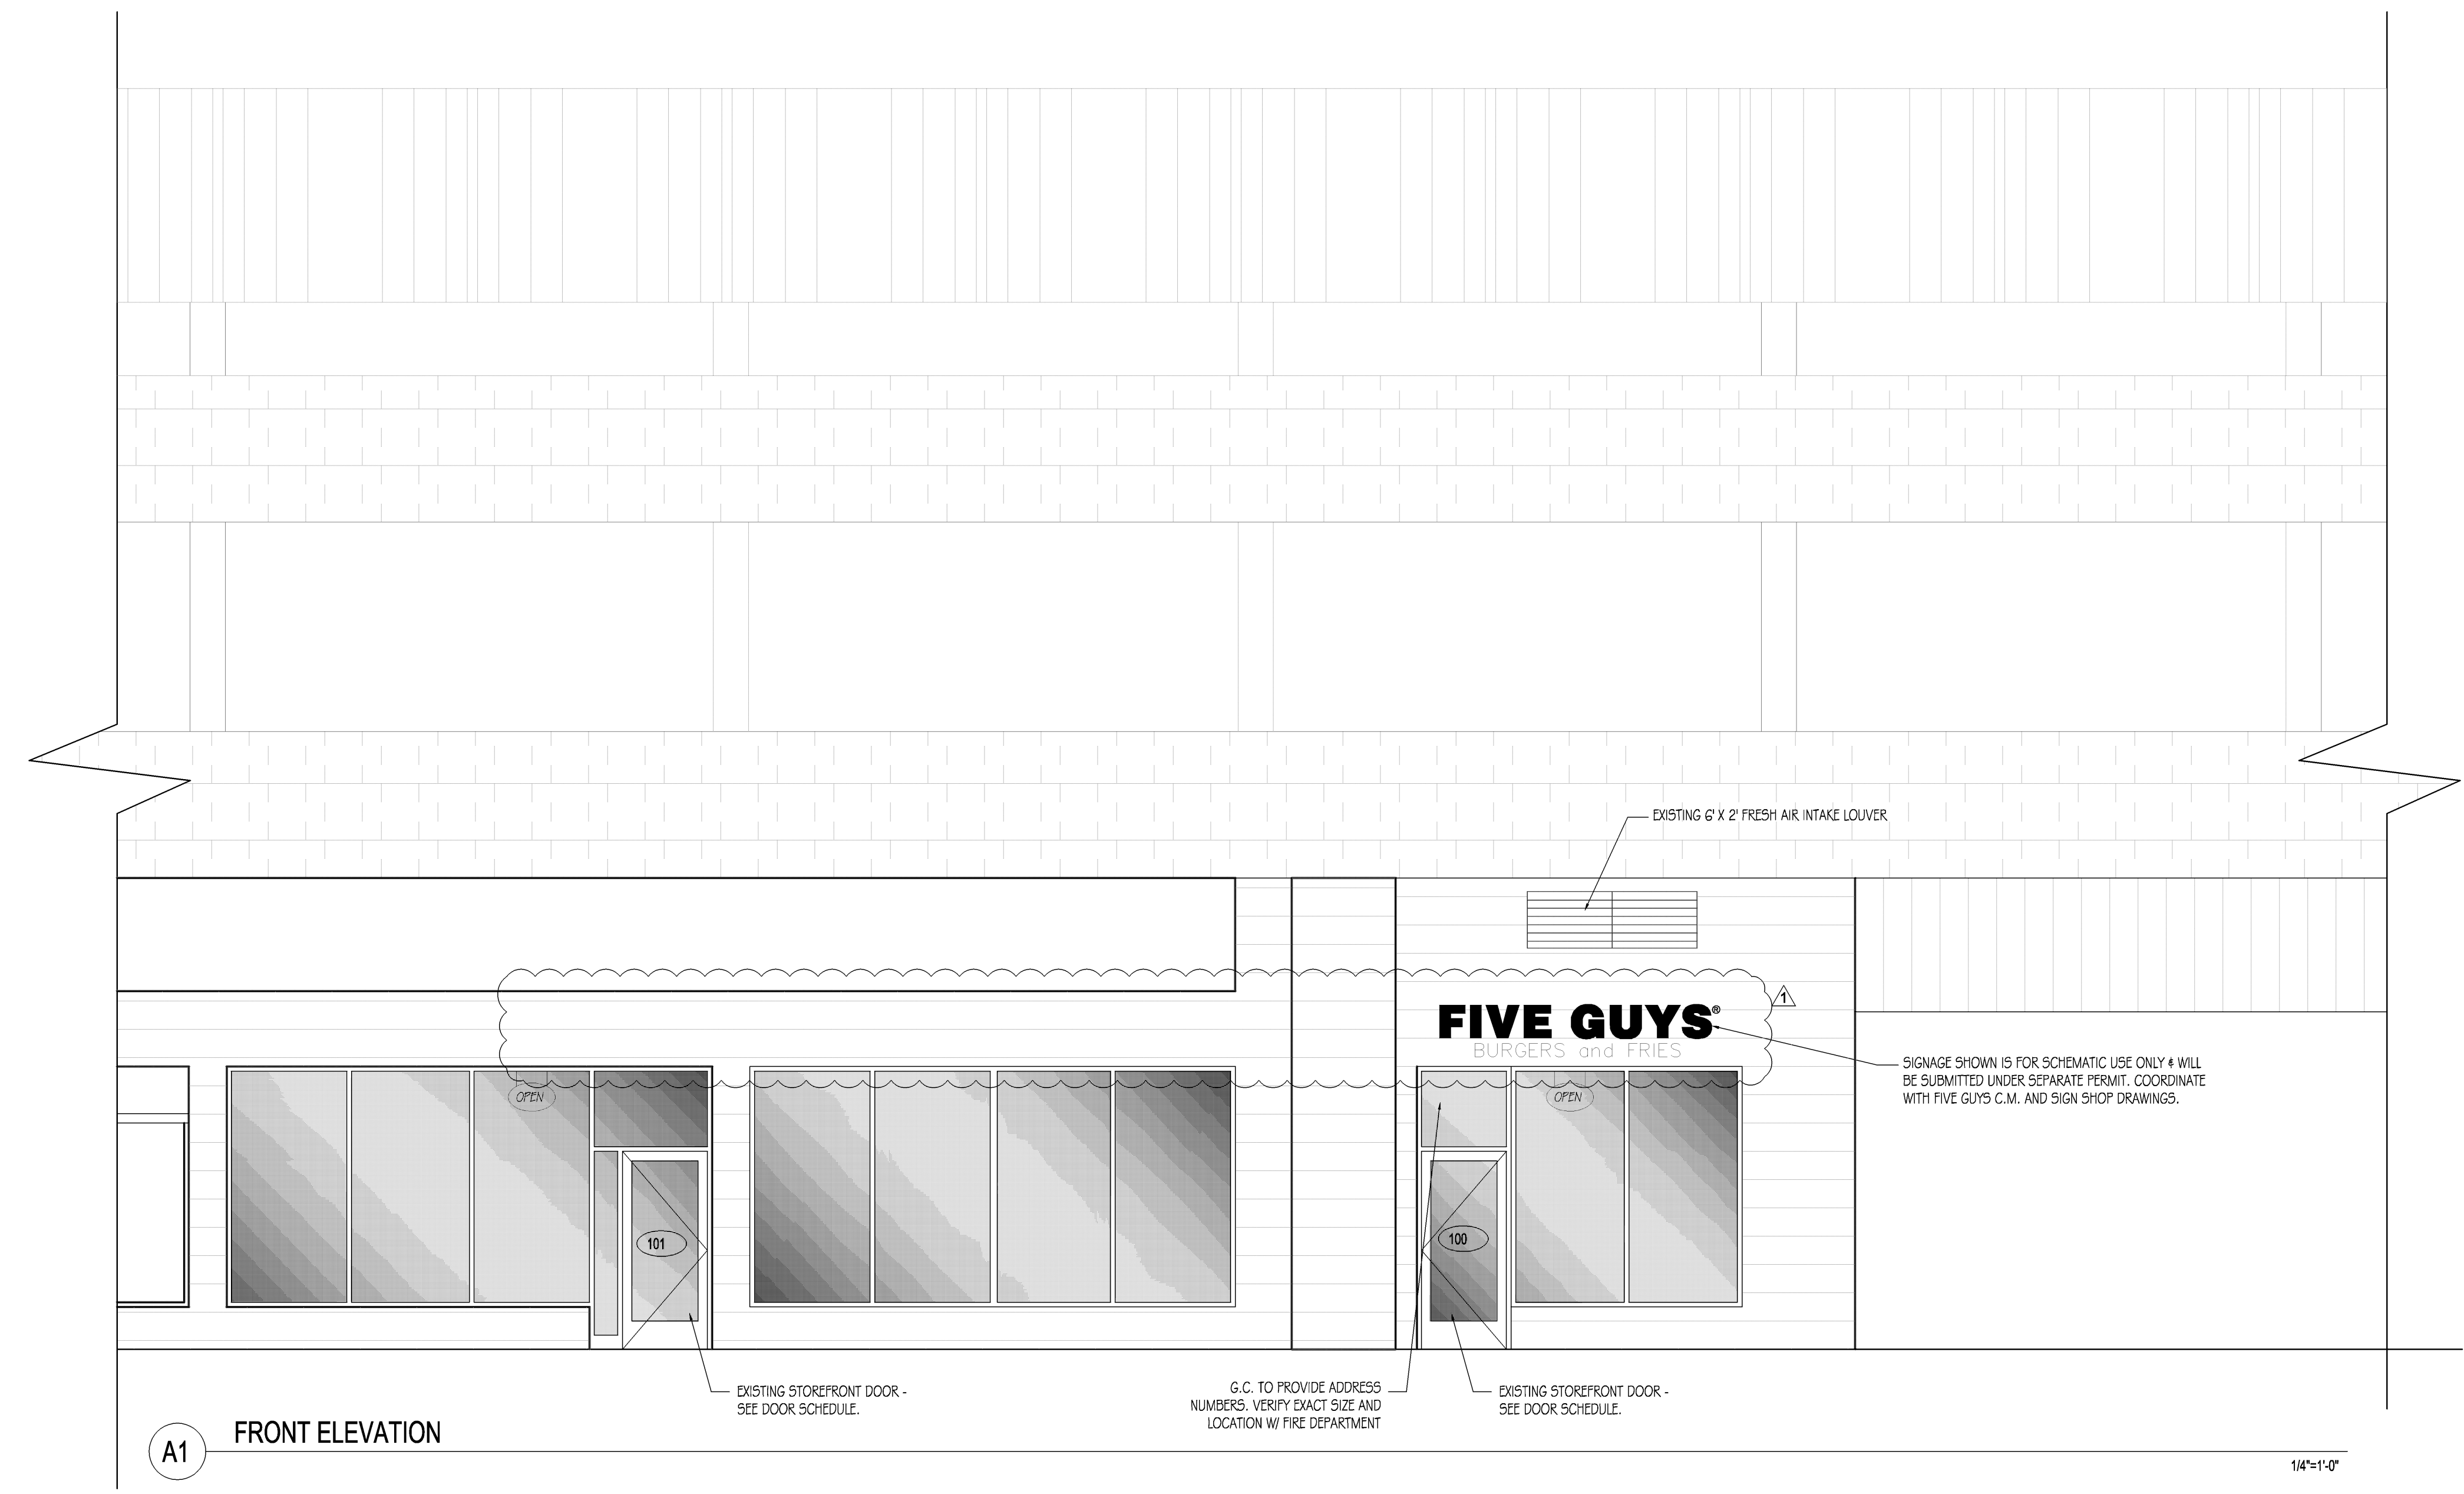 EXISTING 6' X 2' FRESH AIR INTAKE LOUVER
1
FIVE GUYS®
BURGERS and FRIES
SIGNAGE SHOWN IS FOR SCHEMATIC USE ONLY & WILL
BE SUBMITTED UNDER SEPARATE PERMIT. COORDINATE
WITH FIVE GUYS C.M. AND SIGN SHOP DRAWINGS.
OPEN
OPEN
101
100
EXISTING STOREFRONT DOOR -
SEE DOOR SCHEDULE.
G.C. TO PROVIDE ADDRESS
NUMBERS. VERIFY EXACT SIZE AND
LOCATION W/ FIRE DEPARTMENT
EXISTING STOREFRONT DOOR -
SEE DOOR SCHEDULE.
A1
FRONT ELEVATION
1/4"=1'-0"